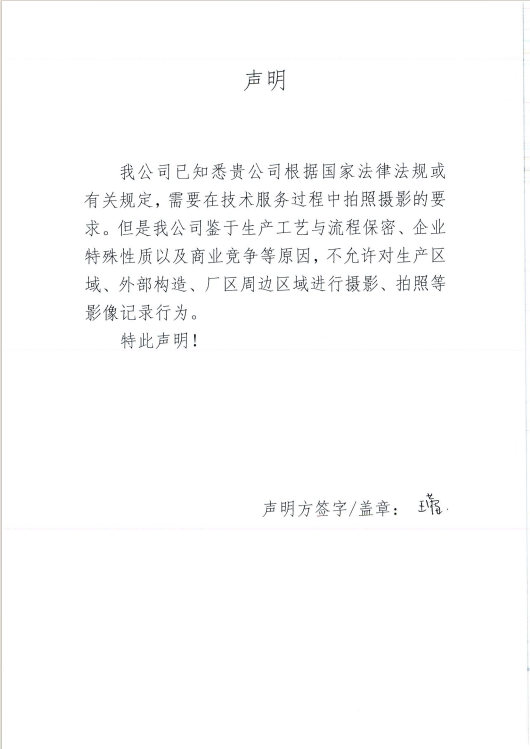 声明
我公司已知悉贵公司根据国家法律法规或
有关规定，需要在技术服务过程中拍照摄影的要
求。但是我公司鉴于生产工艺与流程保密、企业
特殊性质以及商业竞争等原因，不允许对生产区
域、外部构造、厂区周边区域进行摄影、拍照等
影像记录行为。
特此声明！
声明方签字/盖章：